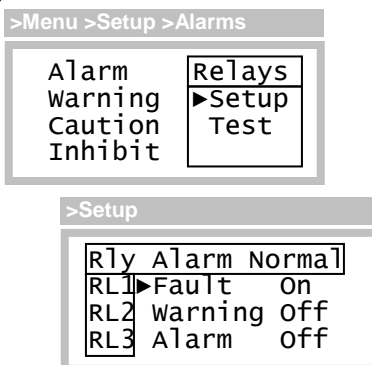 >Menu >Setup >Alarms
Alarm Relays
Warning ►Setup
Caution Test
Inhibit
>Setup
Rly Alarm Normal
RL1►Fault On
RL2 Warning Off
RL3 Alarm Off